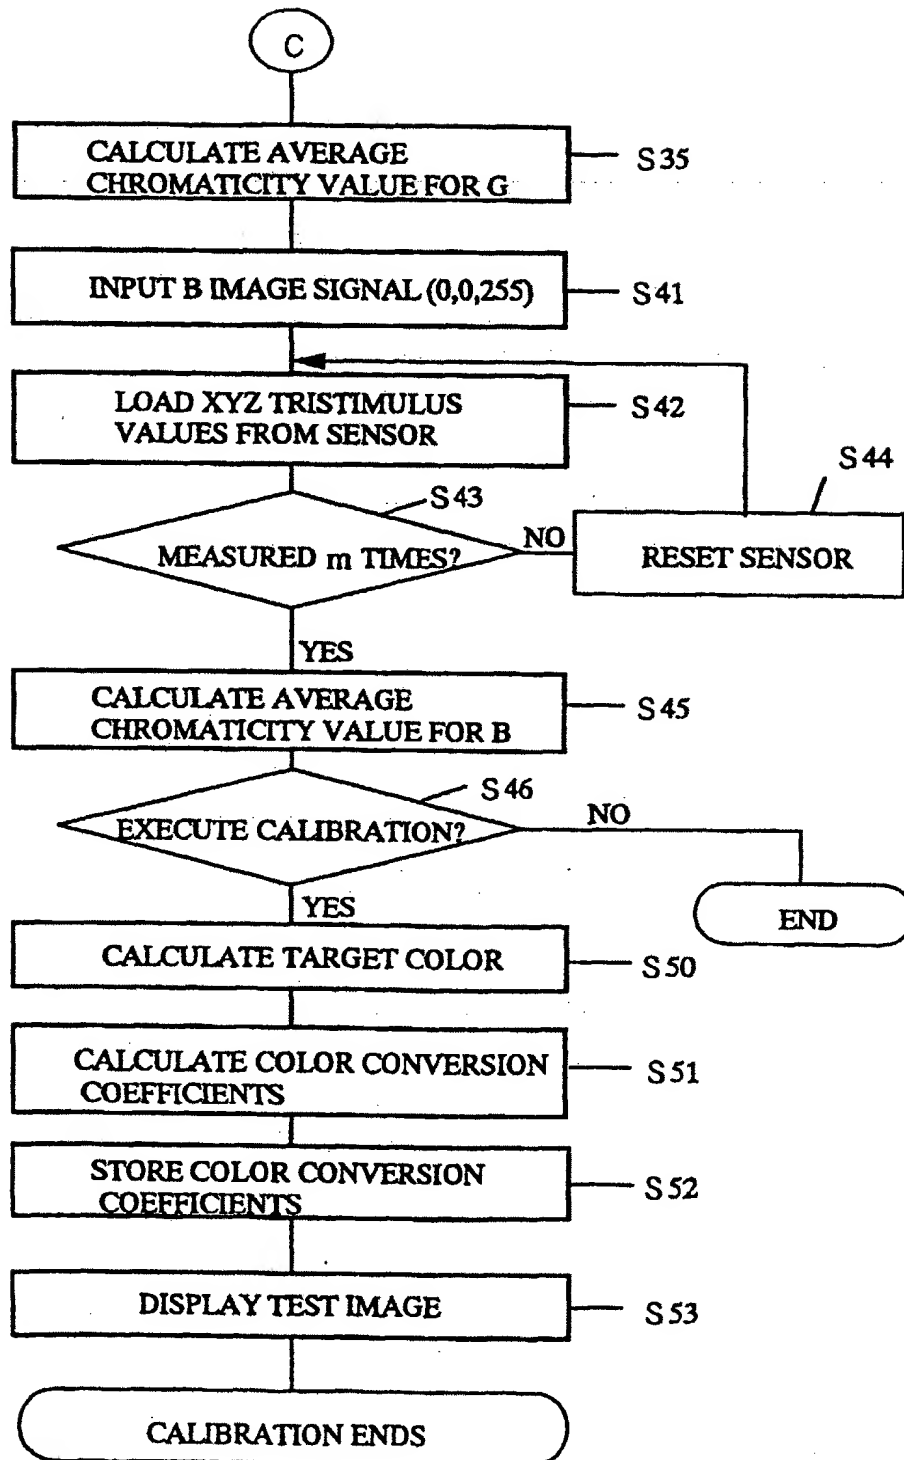 C
CALCULATE AVERAGE
CHROMATICITY VALUE FOR G
S35
INPUT B IMAGE SIGNAL (0,0,255)
S41
LOAD XYZ TRISTIMULUS
VALUES FROM SENSOR
S42
S44
S43
MEASURED m TIMES?
NO
RESET SENSOR
YES
CALCULATE AVERAGE
CHROMATICITY VALUE FOR B
S45
S46
EXECUTE CALIBRATION?
NO
END
YES
CALCULATE TARGET COLOR
S50
CALCULATE COLOR CONVERSION
COEFFICIENTS
S51
STORE COLOR CONVERSION
COEFFICIENTS
S52
DISPLAY TEST IMAGE
S53
CALIBRATION ENDS